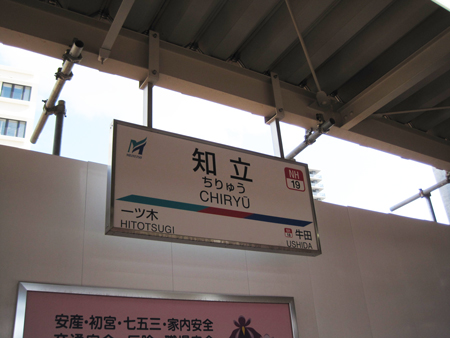 知立
ちりゅう
CHIRYŪ
NH
19
一ツ木
HITOTSUGI
牛田
USHIDA
安産・初宮・七五三・家内安全